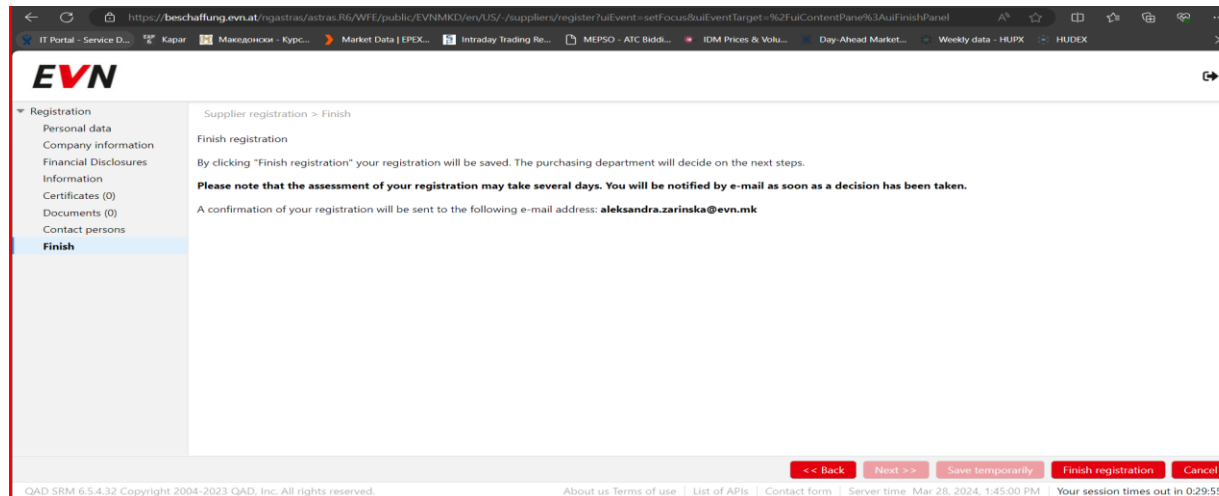 https://beschaffung.evn.at/ngastras/astras.R6/WFE/public/EVNMKD/en/US/-/suppliers/register?uiEvent=setFocus&uiEventTarget=%2FuiContentPane%3AuiFinishPanel
IT Portal - Service D... Карар Македонски - Курс... Market Data | EPEX... Intraday Trading Re... MEPSO - ATC Biddi... IDM Prices & Volu... Day-Ahead Market... Weekly data - HUPX HUDEX
EVN
Registration
Personal data
Company information
Financial Disclosures
Information
Certificates (0)
Documents (0)
Contact persons
Finish
Supplier registration > Finish
Finish registration
By clicking "Finish registration" your registration will be saved. The purchasing department will decide on the next steps.
Please note that the assessment of your registration may take several days. You will be notified by e-mail as soon as a decision has been taken.
A confirmation of your registration will be sent to the following e-mail address: aleksandra.zarinska@evn.mk
<< Back Next >> Save temporarily Finish registration Cancel
QAD SRM 6.5.4.32 Copyright 2004-2023 QAD, Inc. All rights reserved. About us Terms of use | List of APIs | Contact form | Server time Mar 28, 2024, 1:45:00 PM | Your session times out in 0:29:55